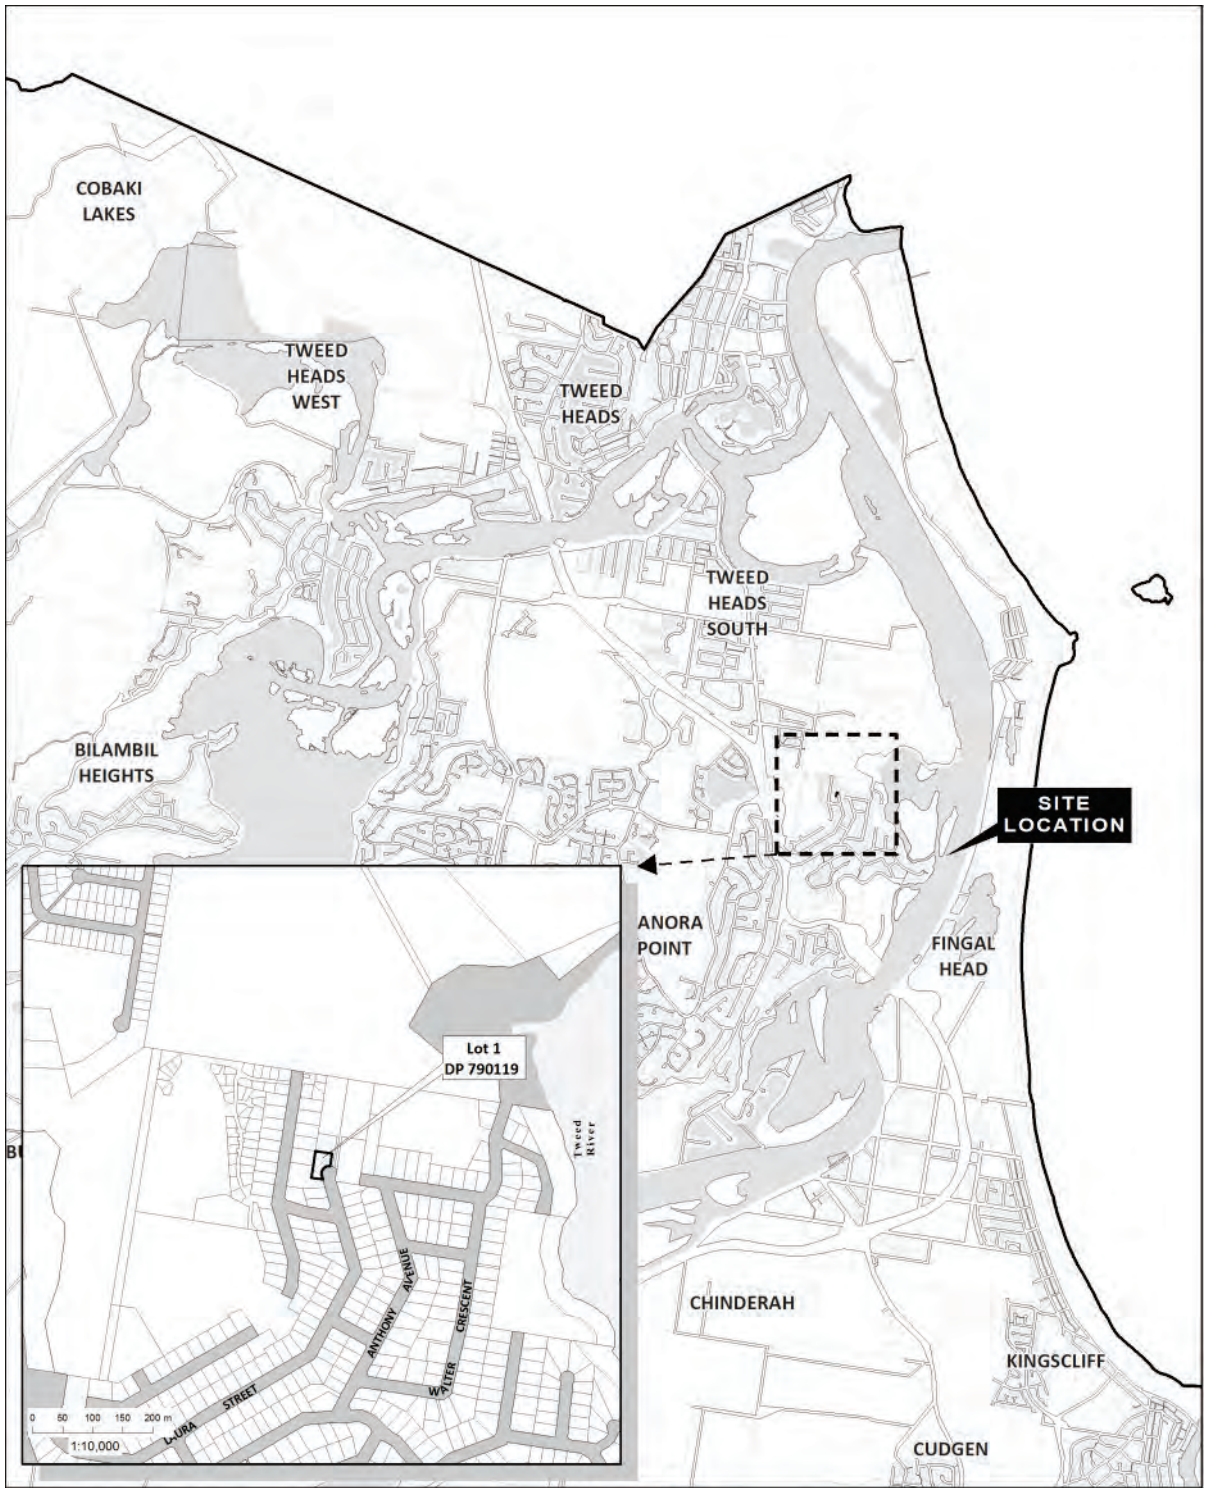 COBAKI
LAKES
TWEED
HEADS
WEST
TWEED
HEADS
TWEED
HEADS
SOUTH
BILAMBIL
HEIGHTS
SITE
LOCATION
ANORA
POINT
FINGAL
HEAD
Lot 1
DP 790119
Tweed
River
BU
ANTHONY AVENUE
WALTER CRESCENT
LAURA STREET
0 50 100 150 200 m
1:10,000
CHINDERAH
KINGSCLIFF
CUDGEN